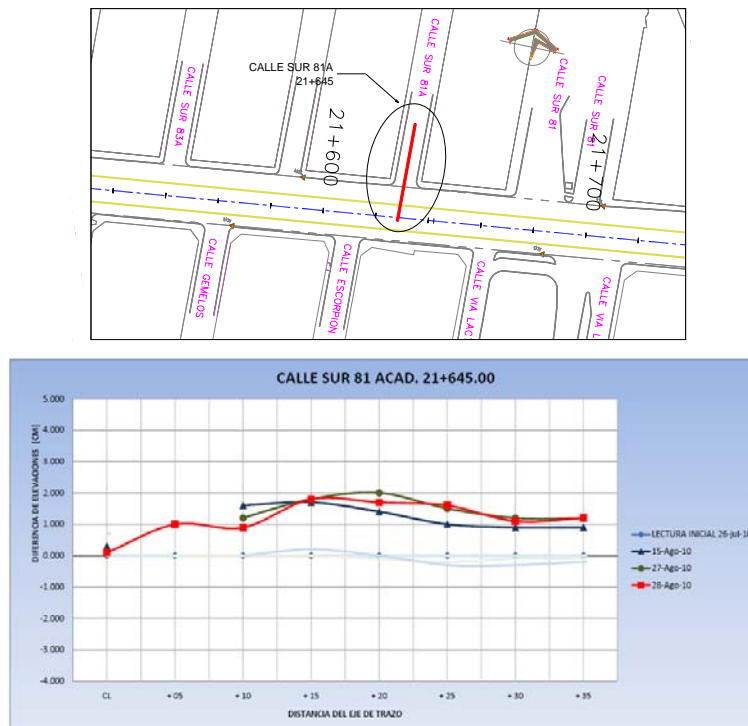 CALLE SUR 81A
21+645
CALLE SUR 83A
CALLE SUR 81A
CALLE SUR 81
CALLE SUR 81
21+600
21+700
CALLE GEMELOS
CALLE ESCORPION
CALLE VIA LACT
CALLE VIA L
CALLE SUR 81 ACAD. 21+645.00
DIFERENCIA DE ELEVACIONES [CM]
5.000
4.000
3.000
2.000
1.000
0.000
-1.000
-2.000
-3.000
-4.000
CL
+ 05
+ 10
+ 15
+ 20
+ 25
+ 30
+ 35
DISTANCIA DEL EJE DE TRAZO
LECTURA INICIAL 26-jul-10
15-Ago-10
27-Ago-10
28-Ago-10